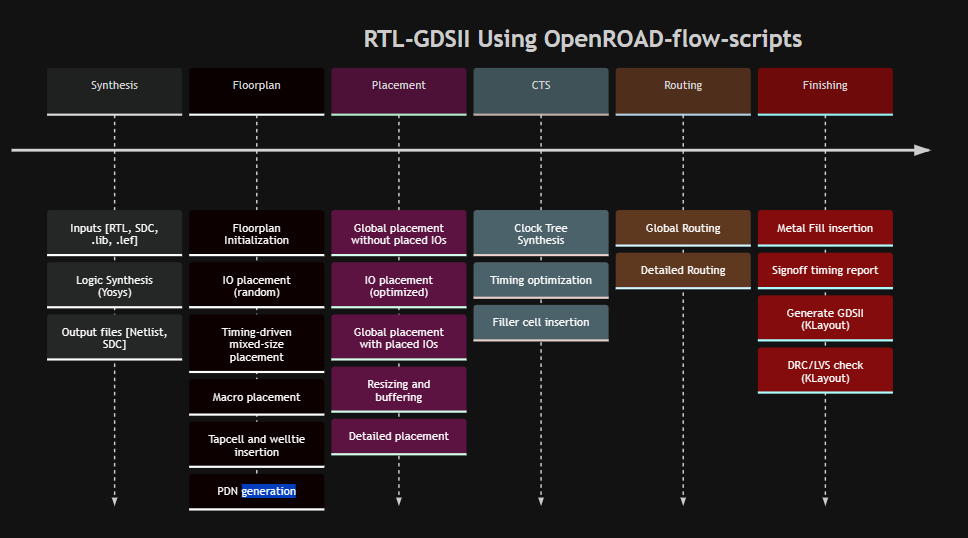 RTL-GDSII Using OpenROAD-flow-scripts
Synthesis
Floorplan
Placement
CTS
Routing
Finishing
Inputs [RTL, SDC,
.lib, .lef]
Logic Synthesis
(Yosys)
Output files [Netlist,
SDC]
Floorplan
Initialization
IO placement
(random)
Timing-driven
mixed-size
placement
Macro placement
Tapcell and welltie
insertion
PDN generation
Global placement
without placed IOs
IO placement
(optimized)
Global placement
with placed IOs
Resizing and
buffering
Detailed placement
Clock Tree
Synthesis
Timing optimization
Filler cell insertion
Global Routing
Detailed Routing
Metal Fill insertion
Signoff timing report
Generate GDSII
(KLayout)
DRC/LVS check
(KLayout)